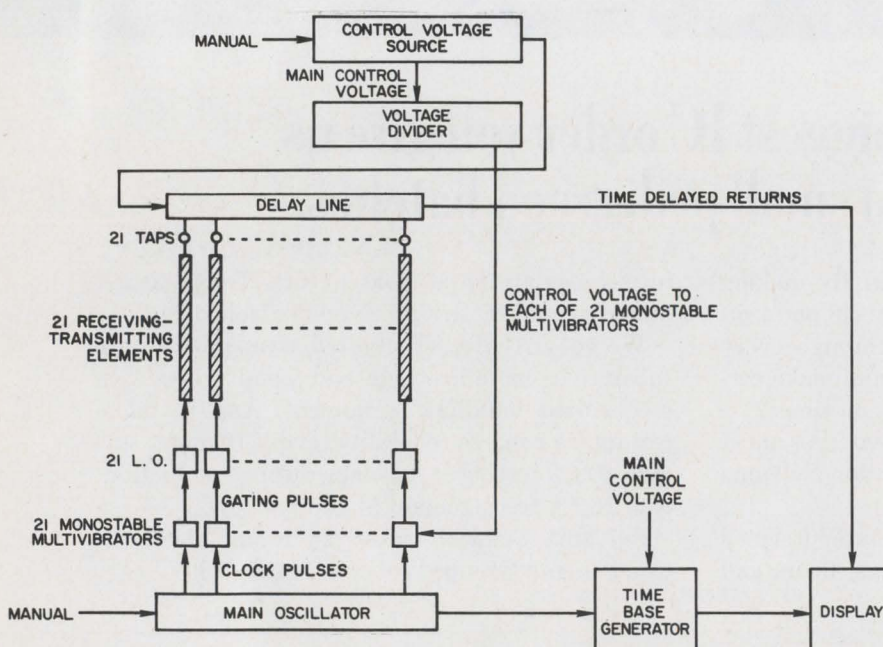 MANUAL
CONTROL VOLTAGE
SOURCE
MAIN CONTROL
VOLTAGE
VOLTAGE
DIVIDER
DELAY LINE
TIME DELAYED RETURNS
21 TAPS
21 RECEIVING-
TRANSMITTING
ELEMENTS
CONTROL VOLTAGE TO
EACH OF 21 MONOSTABLE
MULTIVIBRATORS
21 L. O.
GATING PULSES
21 MONOSTABLE
MULTIVIBRATORS
CLOCK PULSES
MAIN
CONTROL
VOLTAGE
MANUAL
MAIN OSCILLATOR
TIME
BASE
GENERATOR
DISPLAY